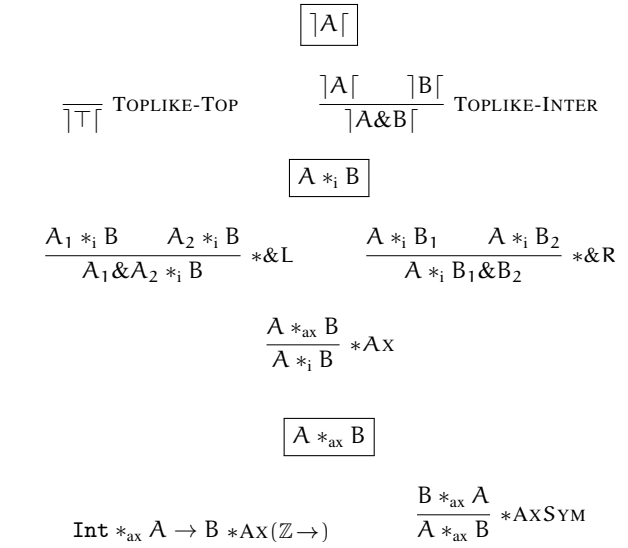 ⌉A⌈
⌉⊤⌈ TOPLIKE-TOP
⌉A⌈ ⌉B⌈
⌉A&B⌈ TOPLIKE-INTER
A *i B
A₁ *i B A₂ *i B
A₁&A₂ *i B *&L
A *i B₁ A *i B₂
A *i B₁&B₂ *&R
A *ax B
A *i B *AX
A *ax B
Int *ax A → B *AX(ℤ→)
B *ax A
A *ax B *AXSYM